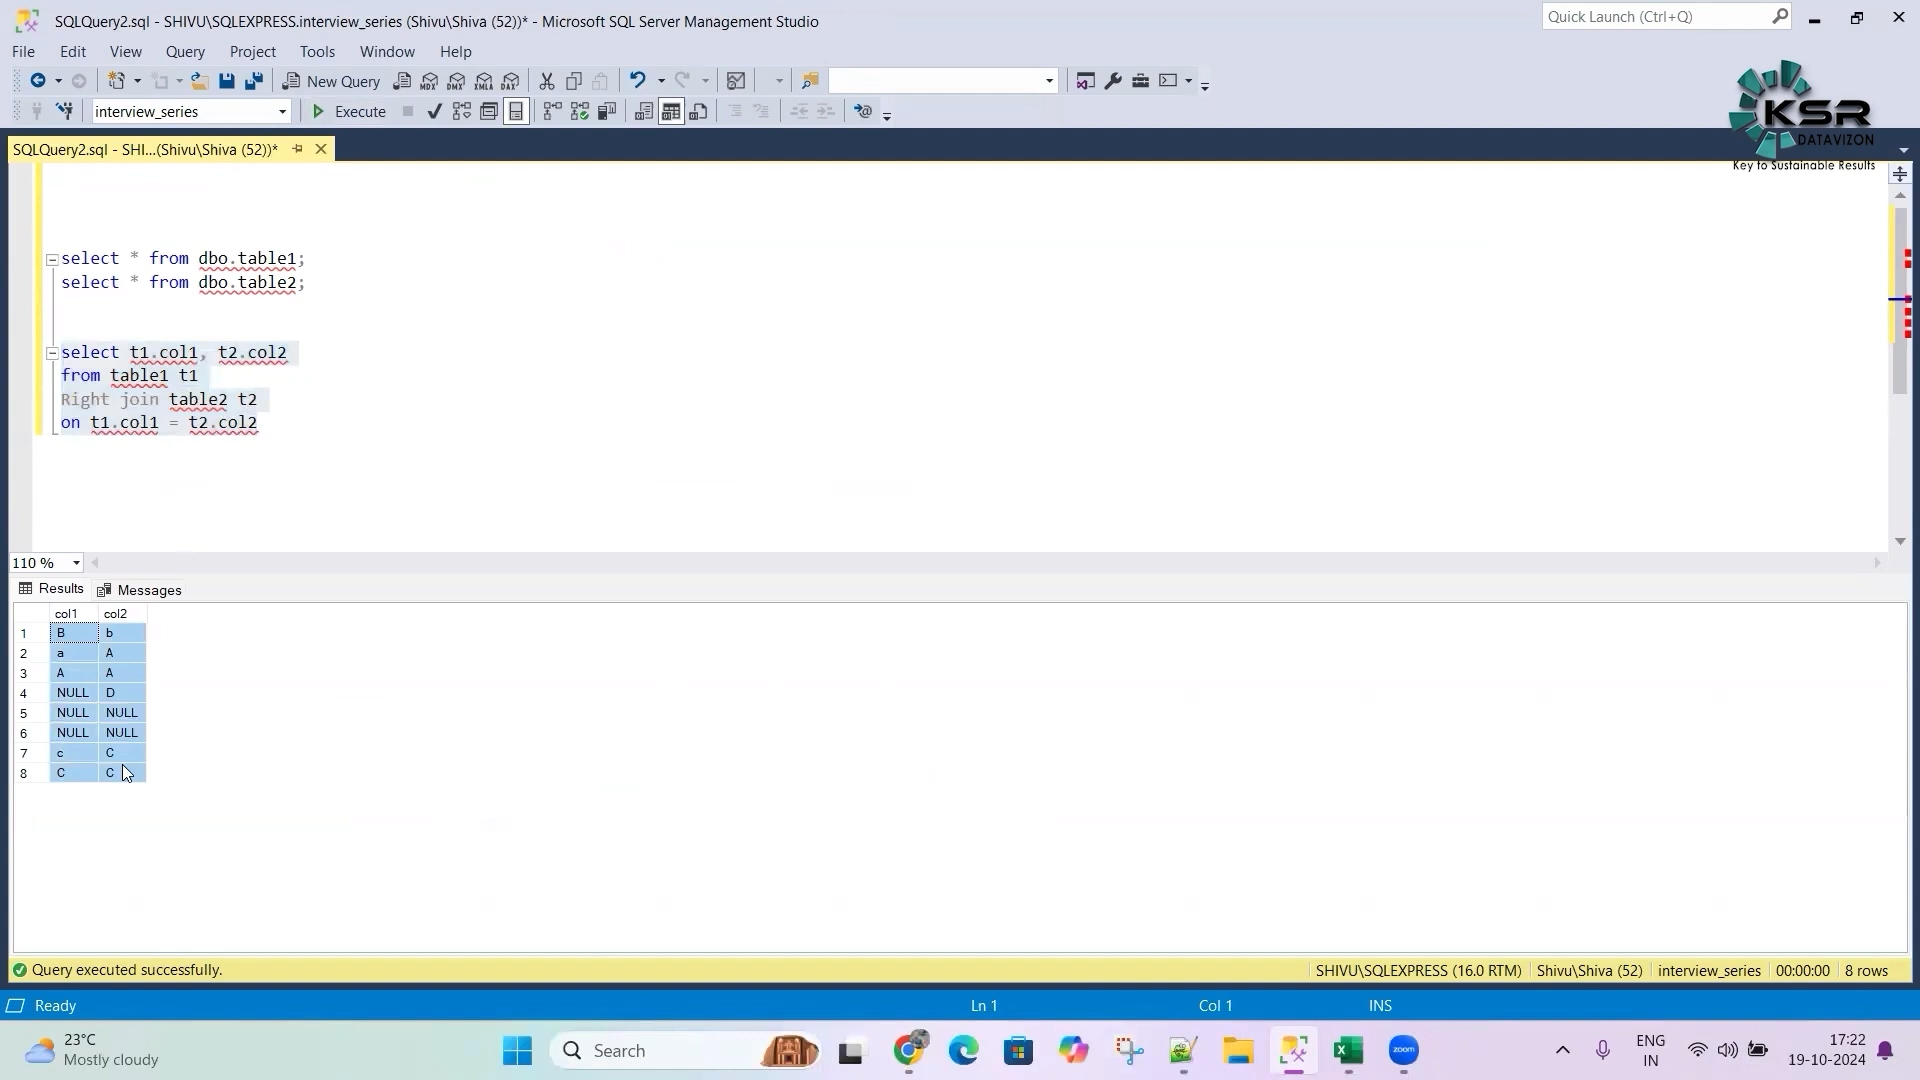 SQLQuery2.sql - SHIVU\SQLEXPRESS.interview_series (Shivu\Shiva (52))* - Microsoft SQL Server Management Studio
Quick Launch (Ctrl+Q)
File Edit View Query Project Tools Window Help
New Query
MDX DMX XMLA DAX
interview_series
Execute
KSR
DATAVIZON
Key to Sustainable Results
SQLQuery2.sql - SHI...(Shivu\Shiva (52))*
select * from dbo.table1;
select * from dbo.table2;
select t1.col1, t2.col2
from table1 t1
Right join table2 t2
on t1.col1 = t2.col2
110 %
Results Messages
col1 col2
1 B b
2 a A
3 A A
4 NULL D
5 NULL NULL
6 NULL NULL
7 c C
8 C C
Query executed successfully.
SHIVU\SQLEXPRESS (16.0 RTM) Shivu\Shiva (52) interview_series 00:00:00 8 rows
Ready Ln 1 Col 1 INS
23°C
Mostly cloudy
Search
zoom
ENG
IN
17:22
19-10-2024